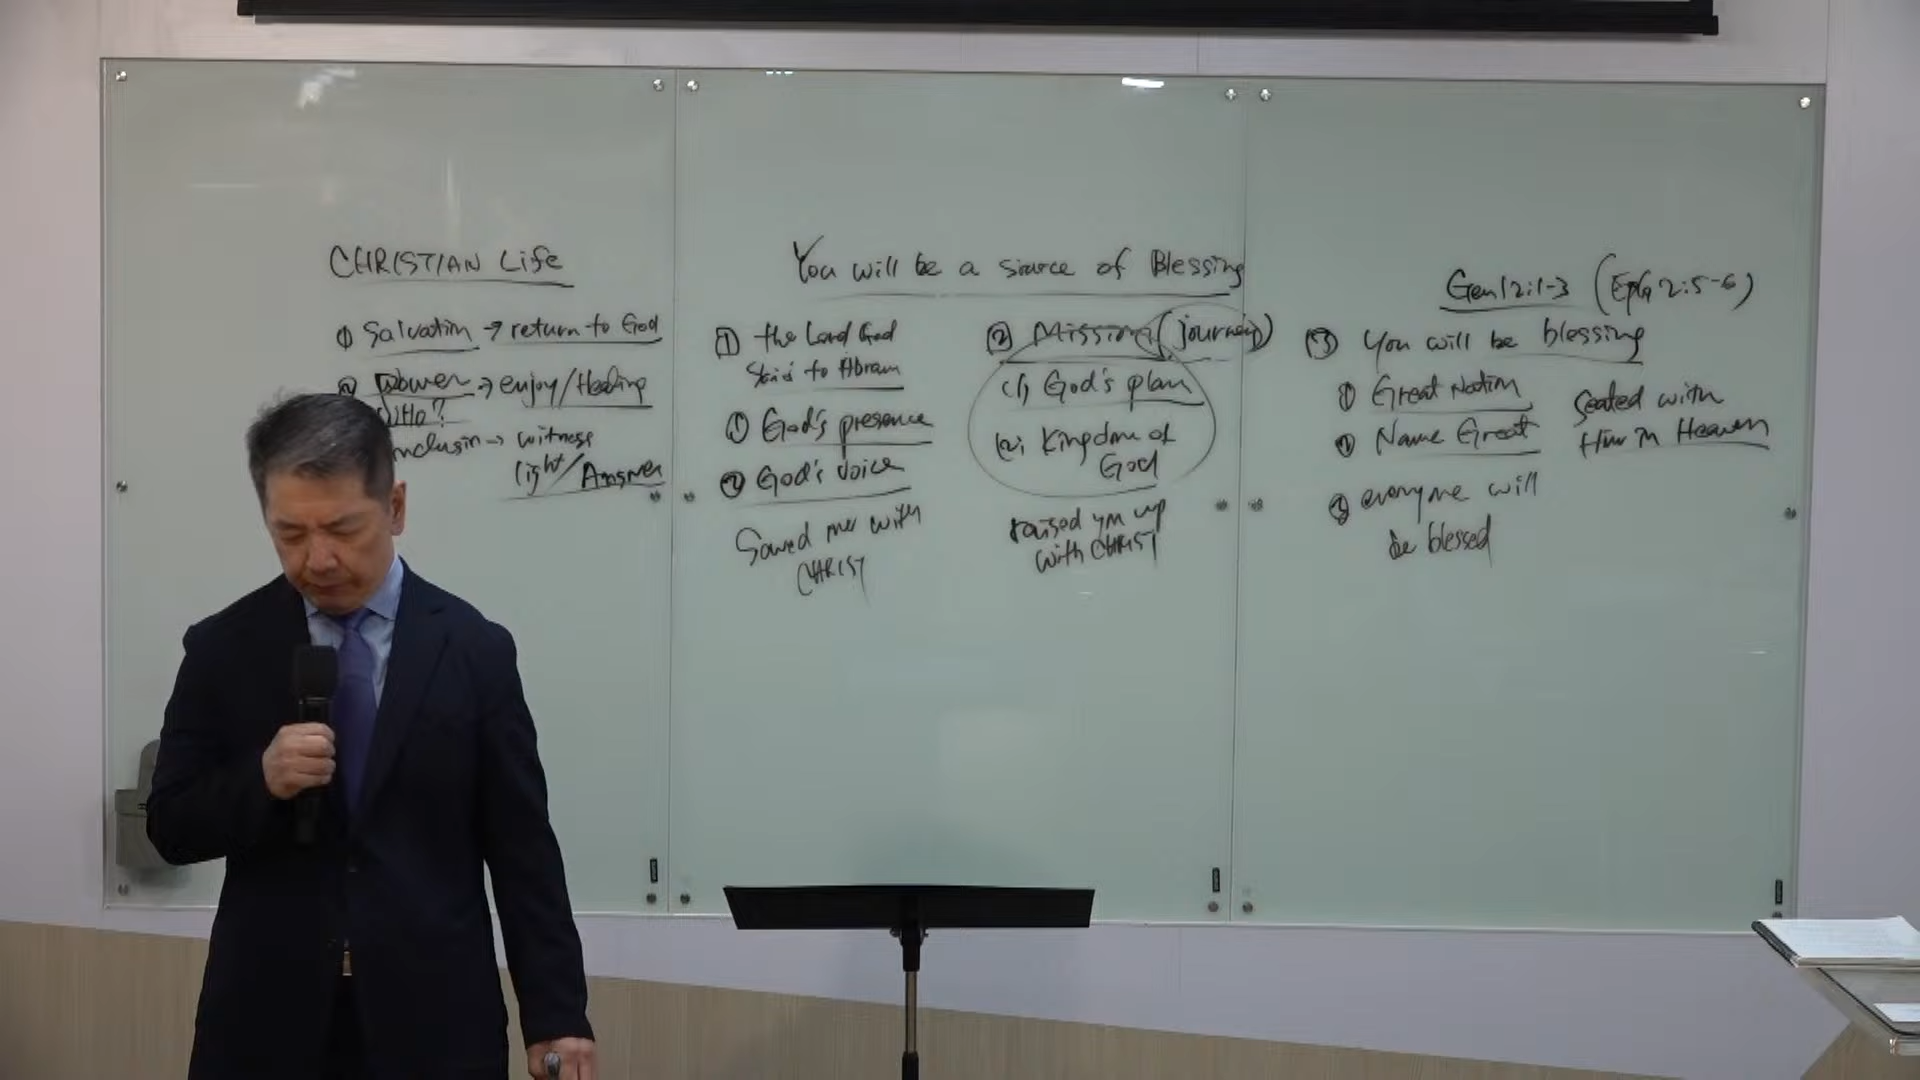 CHRISTIAN Life
① Salvation → return to God
② Power → enjoy/Healing
Who?
→ witness
light/Answer
You will be a source of Blessing
1 the Lord God
Said to Abram
① God's presence
② God's voice
Saved me with
CHRIST
2 Mission (journey)
(1) God's plan
(2) Kingdom of
God
raised you up
with CHRIST
Gen 12:1-3 (Eph 2:5-6)
3 You will be blessing
① Great Nation
② Name Great
③ everyone will
be blessed
Seated with
Him in Heaven